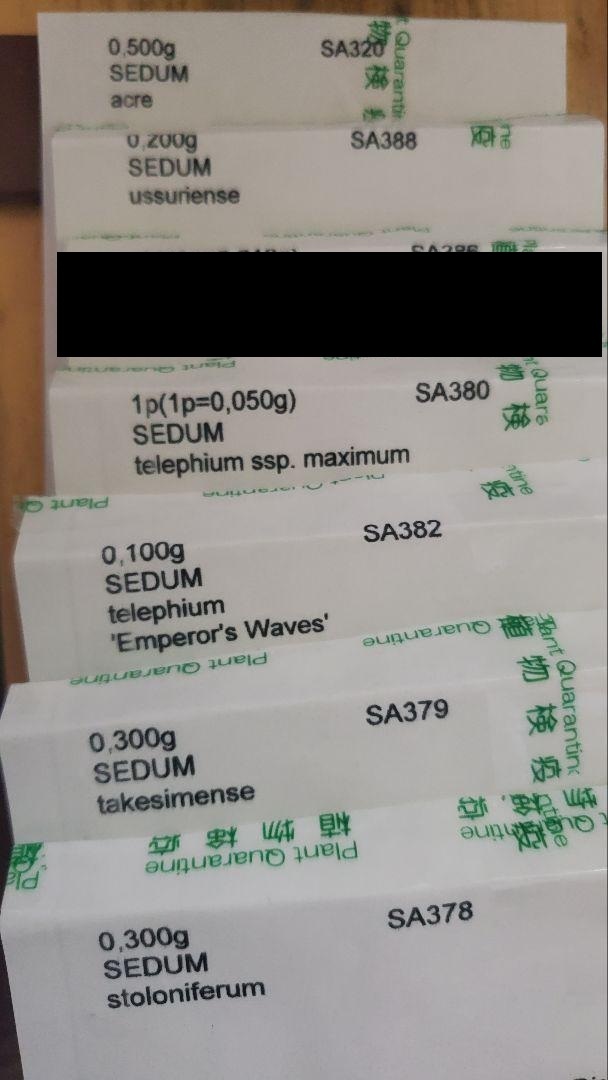 0,500g SA320
SEDUM
acre
0,200g SA388
SEDUM
ussuriense
SA286
1p(1p=0,050g) SA380
SEDUM
telephium ssp. maximum
0,100g SA382
SEDUM
telephium
'Emperor's Waves'
Plant Quarantine
0,300g SA379
SEDUM
takesimense
植物検疫
Plant Quarantine
0,300g SA378
SEDUM
stoloniferum